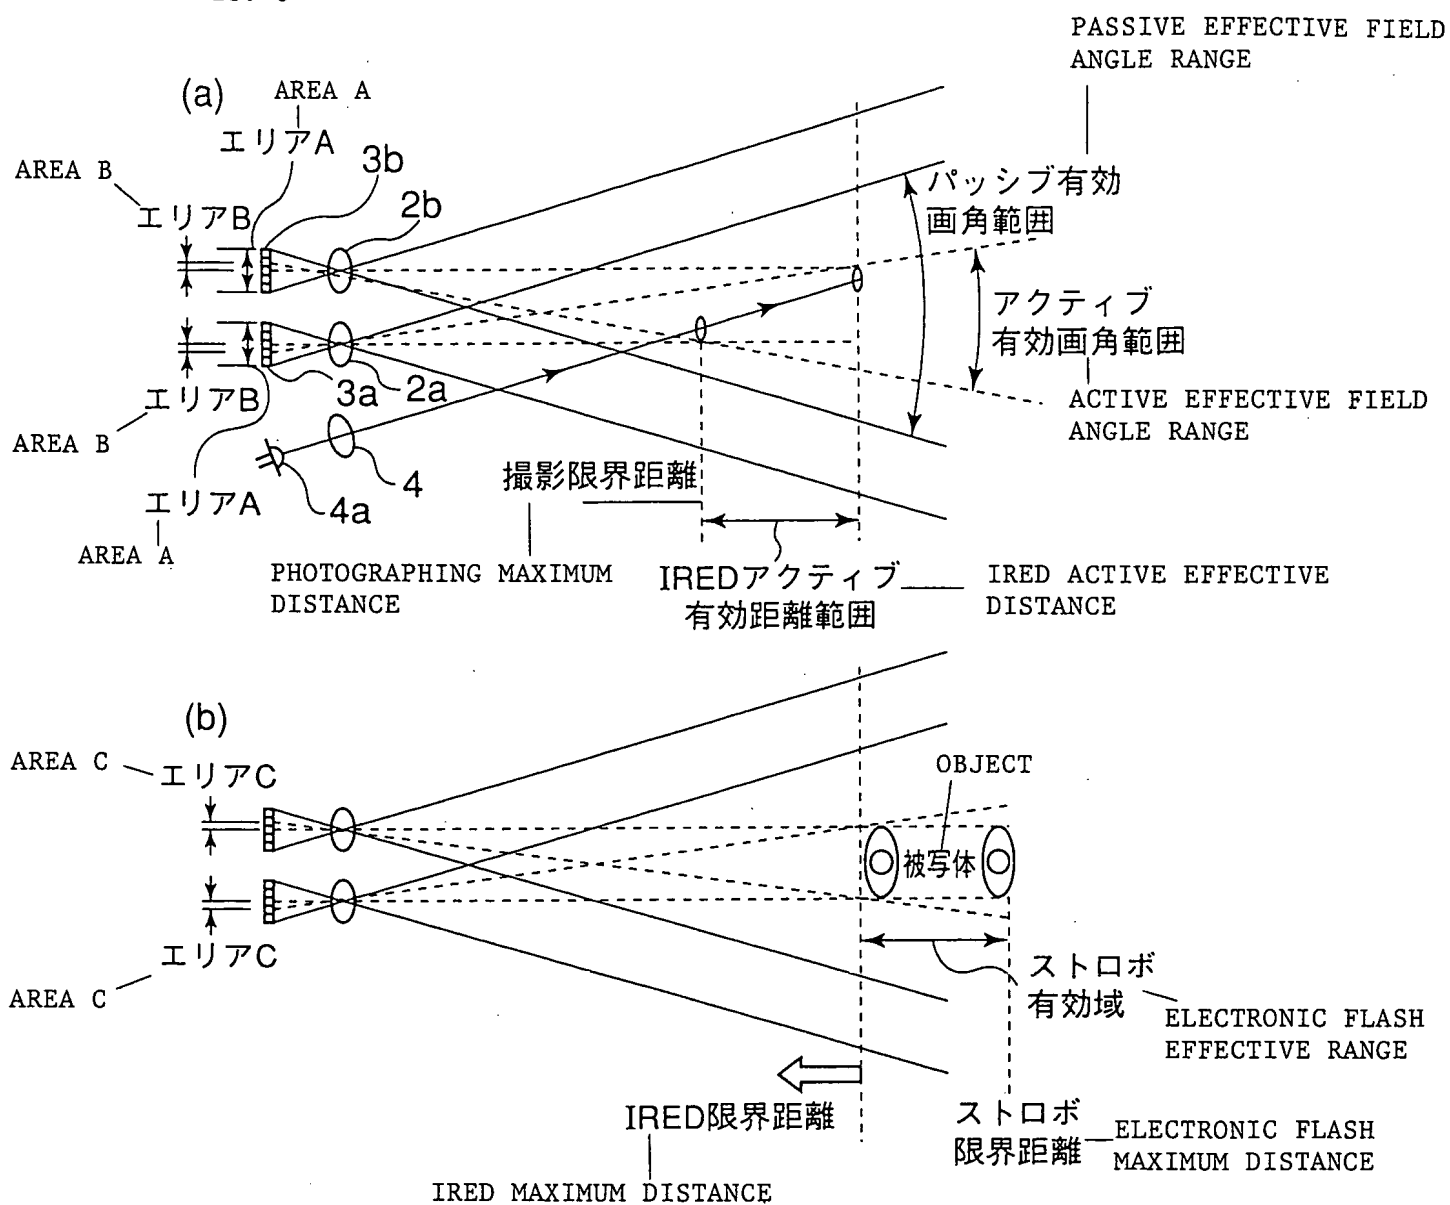 PASSIVE EFFECTIVE FIELD
ANGLE RANGE
(a)
AREA A
エリアA
3b
AREA B
エリアB
2b
パッシブ有効
画角範囲
アクティブ
有効画角範囲
3a
2a
エリアB
AREA B
ACTIVE EFFECTIVE FIELD
ANGLE RANGE
4
撮影限界距離
エリアA
4a
AREA A
PHOTOGRAPHING MAXIMUM
DISTANCE
IREDアクティブ
有効距離範囲
IRED ACTIVE EFFECTIVE
DISTANCE
(b)
AREA C
エリアC
OBJECT
被写体
エリアC
AREA C
ストロボ
有効域
ELECTRONIC FLASH
EFFECTIVE RANGE
IRED限界距離
ストロボ
限界距離
ELECTRONIC FLASH
MAXIMUM DISTANCE
IRED MAXIMUM DISTANCE